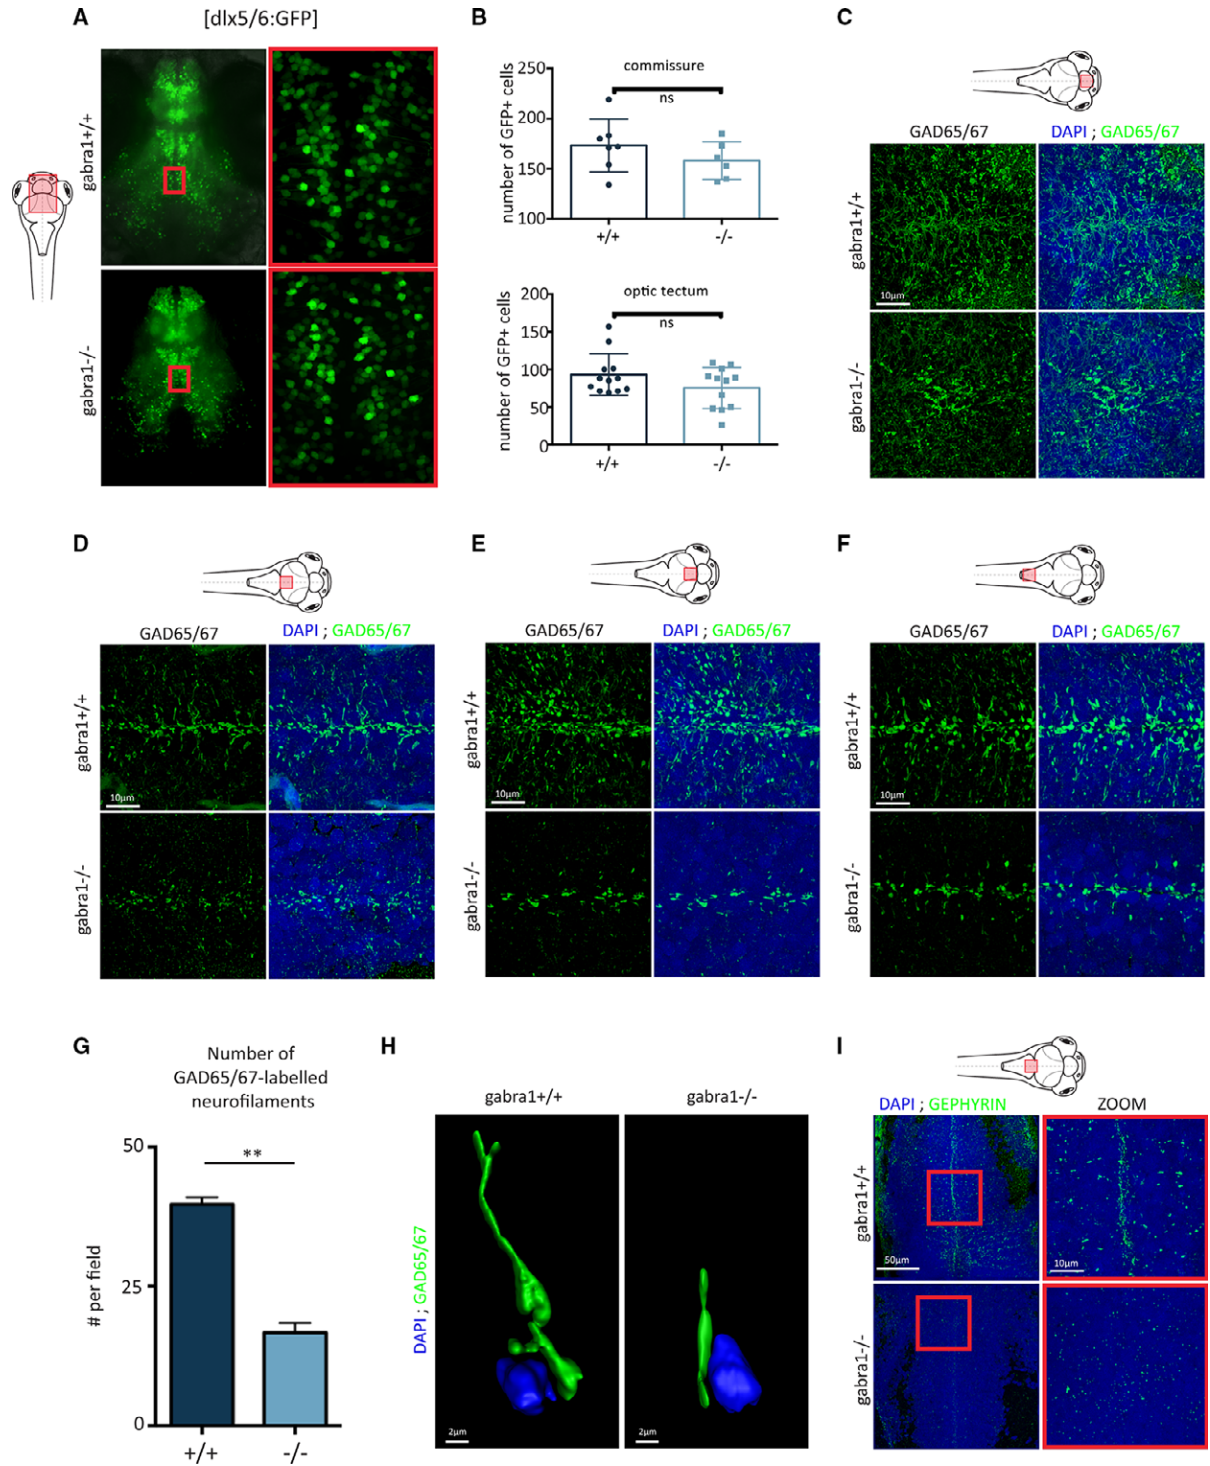 A
[dlx5/6:GFP]
gabra1+/+
gabra1-/-
B
commissure
ns
number of GFP+ cells
250
200
150
100
+/+
-/-
optic tectum
ns
number of GFP+ cells
200
150
100
50
0
+/+
-/-
C
GAD65/67
DAPI ; GAD65/67
gabra1+/+
10µm
gabra1-/-
D
GAD65/67
DAPI ; GAD65/67
gabra1+/+
10µm
gabra1-/-
E
GAD65/67
DAPI ; GAD65/67
gabra1+/+
10µm
gabra1-/-
F
GAD65/67
DAPI ; GAD65/67
gabra1+/+
10µm
gabra1-/-
G
Number of
GAD65/67-labelled
neurofilaments
**
# per field
50
25
0
+/+
-/-
H
gabra1+/+
gabra1-/-
DAPI ; GAD65/67
2µm
2µm
I
DAPI ; GEPHYRIN
ZOOM
gabra1+/+
50µm
10µm
gabra1-/-